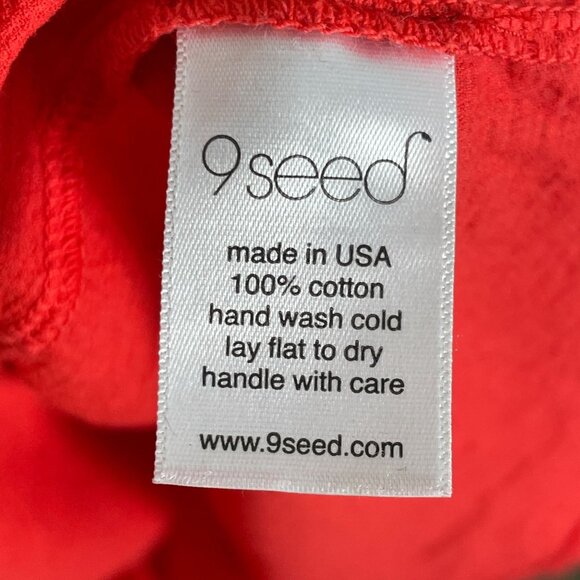 9seed
made in USA
100% cotton
hand wash cold
lay flat to dry
handle with care
www.9seed.com